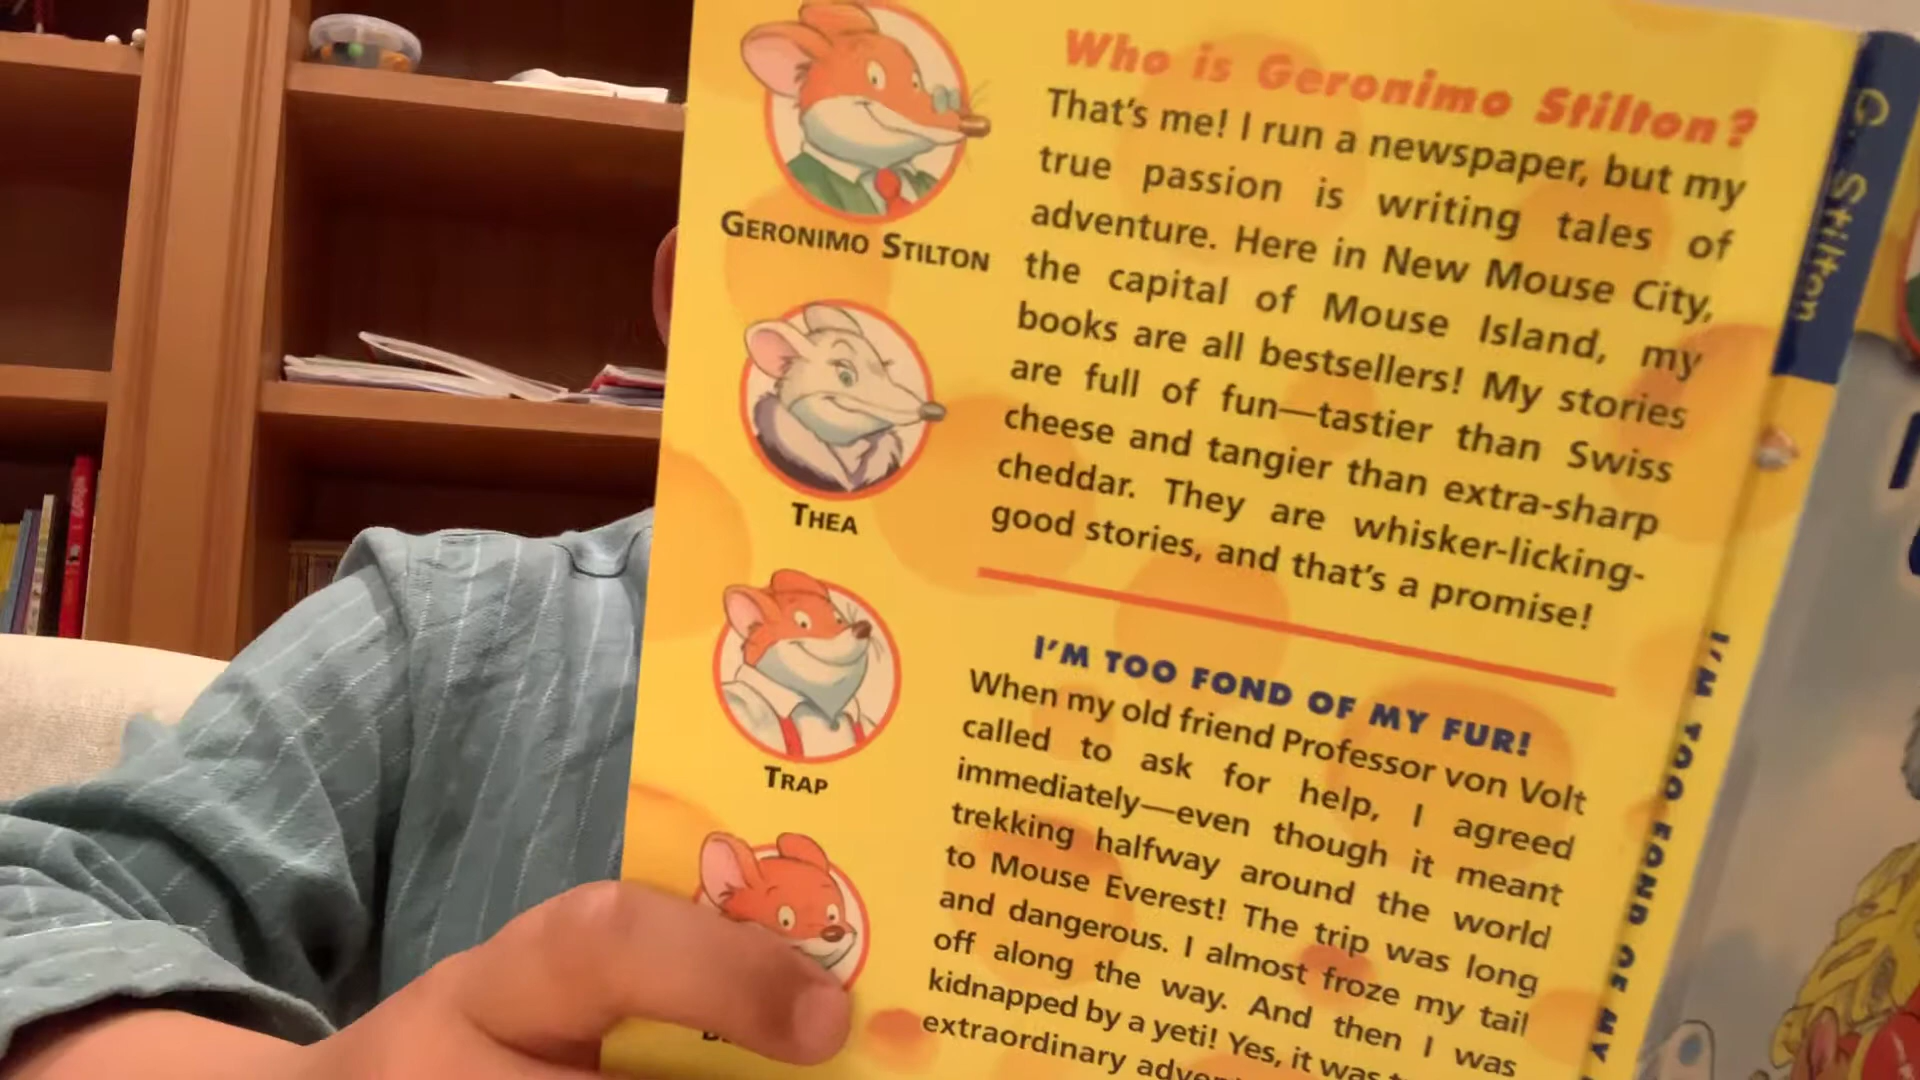 Who is Geronimo Stilton?
That's me! I run a newspaper, but my
true passion is writing tales of
adventure. Here in New Mouse City,
the capital of Mouse Island, my
books are all bestsellers! My stories
are full of fun—tastier than Swiss
cheese and tangier than extra-sharp
cheddar. They are whisker-licking-
good stories, and that's a promise!
GERONIMO STILTON
THEA
TRAP
I'M TOO FOND OF MY FUR!
When my old friend Professor von Volt
called to ask for help, I agreed
immediately—even though it meant
trekking halfway around the world
to Mouse Everest! The trip was long
and dangerous. I almost froze my tail
off along the way. And then I was
kidnapped by a yeti! Yes, it was
extraordinary
G. Stilton
I'M TOO FOND OF MY